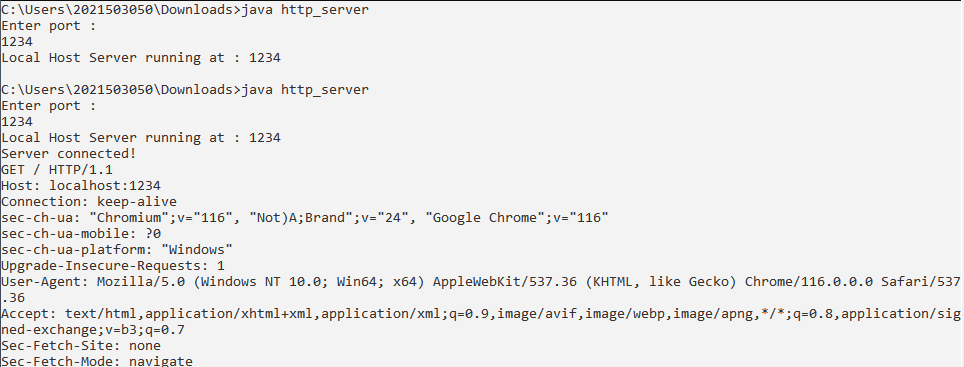 C:\Users\2021503050\Downloads>java http_server
Enter port :
1234
Local Host Server running at : 1234
C:\Users\2021503050\Downloads>java http_server
Enter port :
1234
Local Host Server running at : 1234
Server connected!
GET / HTTP/1.1
Host: localhost:1234
Connection: keep-alive
sec-ch-ua: "Chromium";v="116", "Not)A;Brand";v="24", "Google Chrome";v="116"
sec-ch-ua-mobile: ?0
sec-ch-ua-platform: "Windows"
Upgrade-Insecure-Requests: 1
User-Agent: Mozilla/5.0 (Windows NT 10.0; Win64; x64) AppleWebKit/537.36 (KHTML, like Gecko) Chrome/116.0.0.0 Safari/537
.36
Accept: text/html,application/xhtml+xml,application/xml;q=0.9,image/avif,image/webp,image/apng,*/*;q=0.8,application/sig
ned-exchange;v=b3;q=0.7
Sec-Fetch-Site: none
Sec-Fetch-Mode: navigate